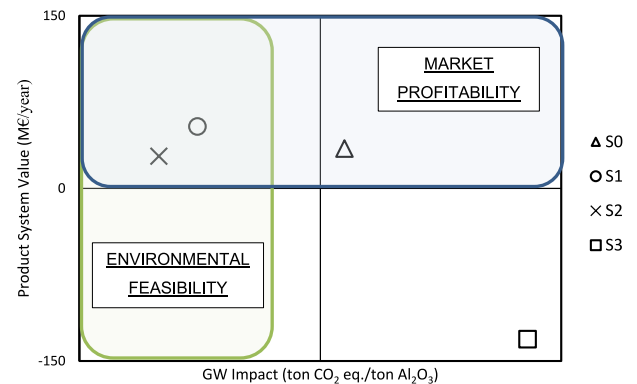 150
0
-150
Product System Value (M€/year)
MARKET
PROFITABILITY
ENVIRONMENTAL
FEASIBILITY
S0
S1
S2
S3
GW Impact (ton CO₂ eq./ton Al₂O₃)